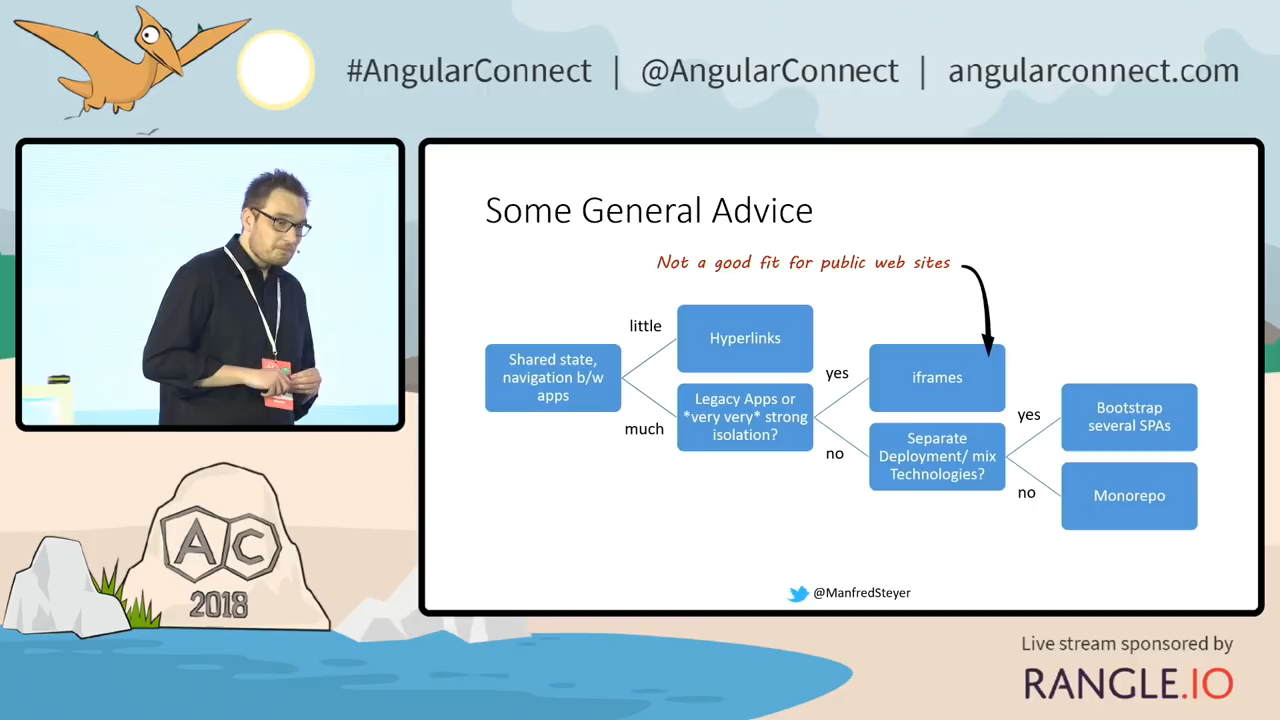 #AngularConnect | @AngularConnect | angularconnect.com
Some General Advice
Not a good fit for public web sites
Shared state,
navigation b/w
apps
little
much
Hyperlinks
Legacy Apps or
*very very* strong
isolation?
yes
no
iframes
Separate
Deployment/ mix
Technologies?
yes
no
Bootstrap
several SPAs
Monorepo
@ManfredSteyer
AC
2018
Live stream sponsored by
RANGLE.IO